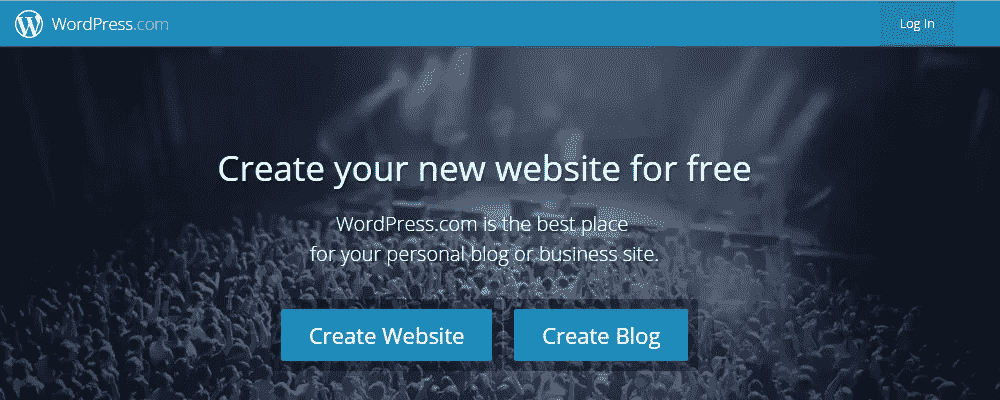 WordPress.com
Log In
Create your new website for free
WordPress.com is the best place
for your personal blog or business site.
Create Website
Create Blog